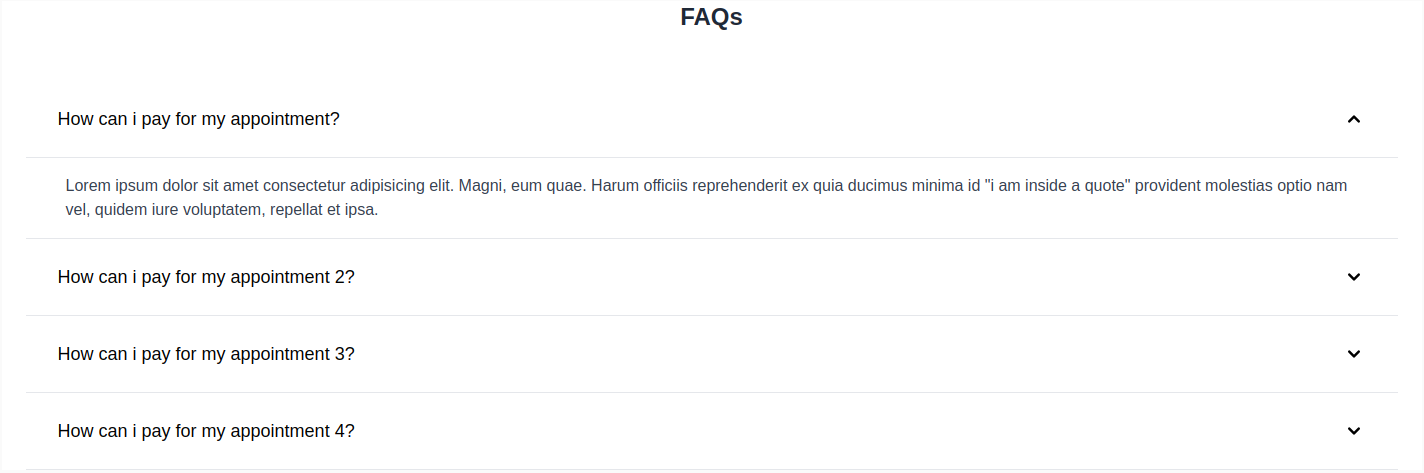 FAQs
How can i pay for my appointment?
Lorem ipsum dolor sit amet consectetur adipisicing elit. Magni, eum quae. Harum officiis reprehenderit ex quia ducimus minima id "i am inside a quote" provident molestias optio nam
vel, quidem iure voluptatem, repellat et ipsa.
How can i pay for my appointment 2?
How can i pay for my appointment 3?
How can i pay for my appointment 4?